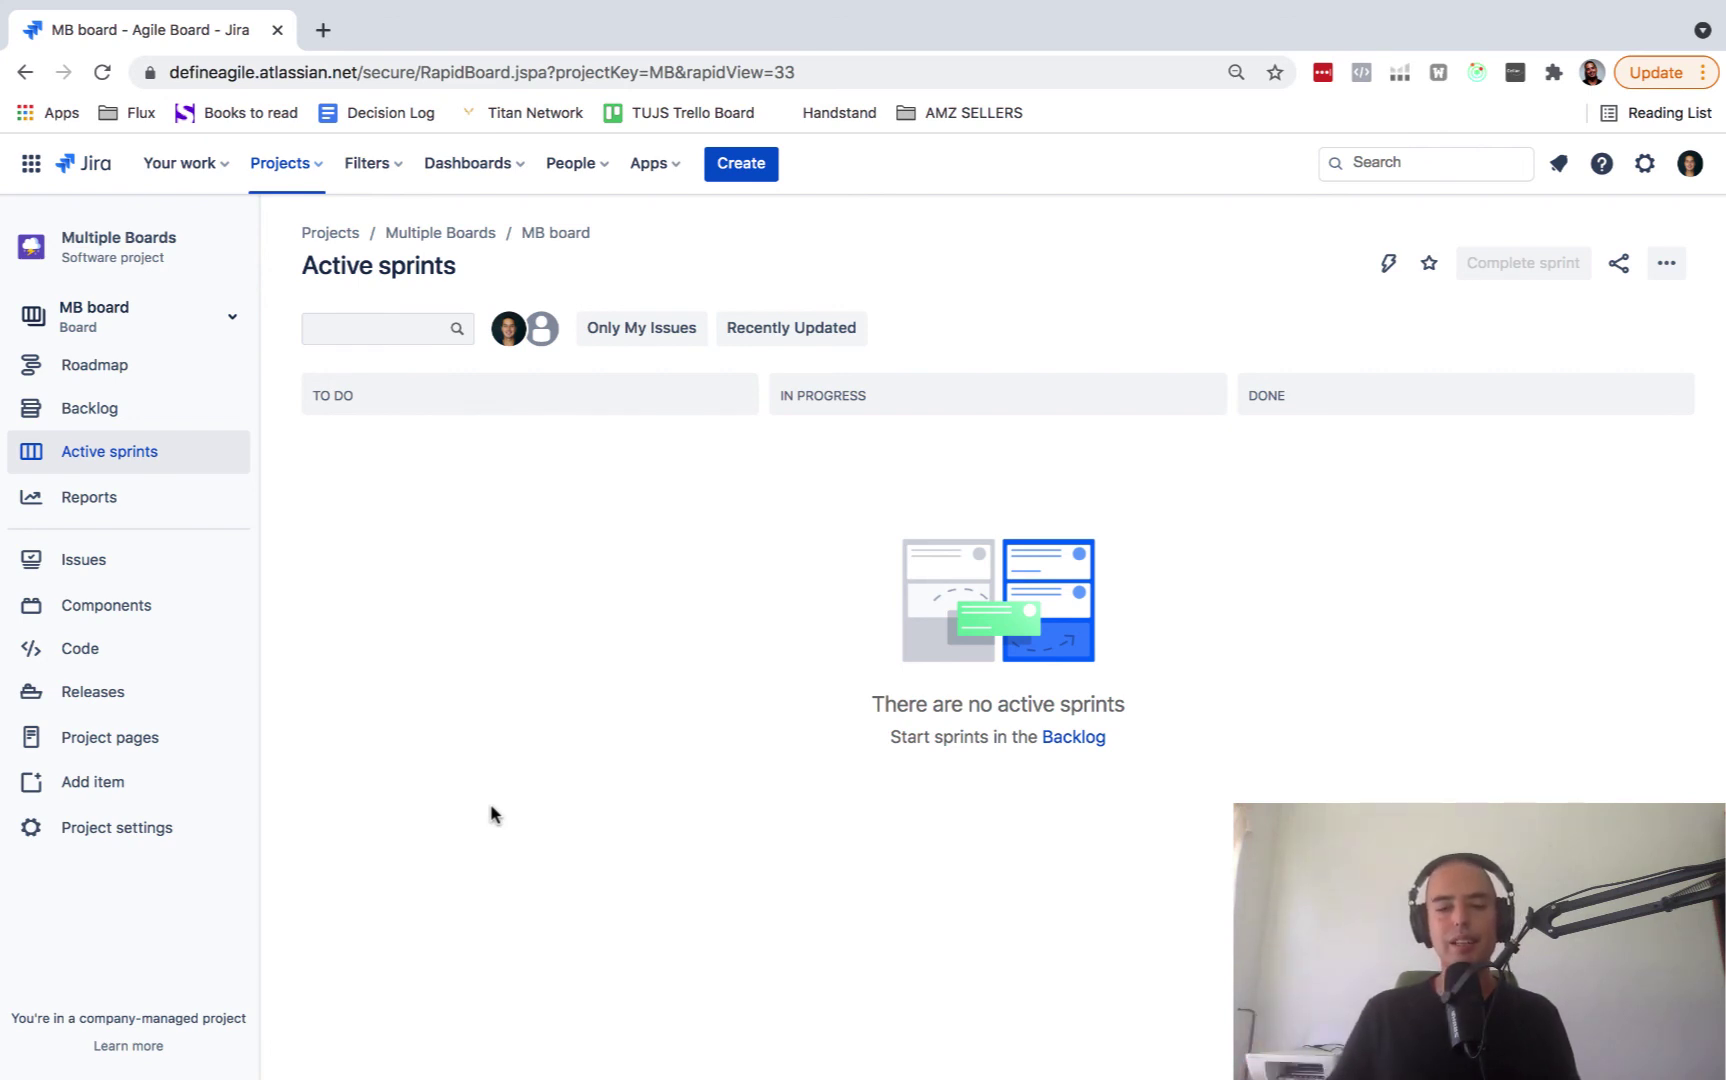 MB board - Agile Board - Jira
defineagile.atlassian.net/secure/RapidBoard.jspa?projectKey=MB&rapidView=33
Update
Apps
Flux
Books to read
Decision Log
Titan Network
TUJS Trello Board
Handstand
AMZ SELLERS
Reading List
Jira
Your work
Projects
Filters
Dashboards
People
Apps
Create
Search
Multiple Boards
Software project
MB board
Board
Roadmap
Backlog
Active sprints
Reports
Issues
Components
Code
Releases
Project pages
Add item
Project settings
You're in a company-managed project
Learn more
Projects / Multiple Boards / MB board
Active sprints
Complete sprint
Only My Issues
Recently Updated
TO DO
IN PROGRESS
DONE
There are no active sprints
Start sprints in the Backlog